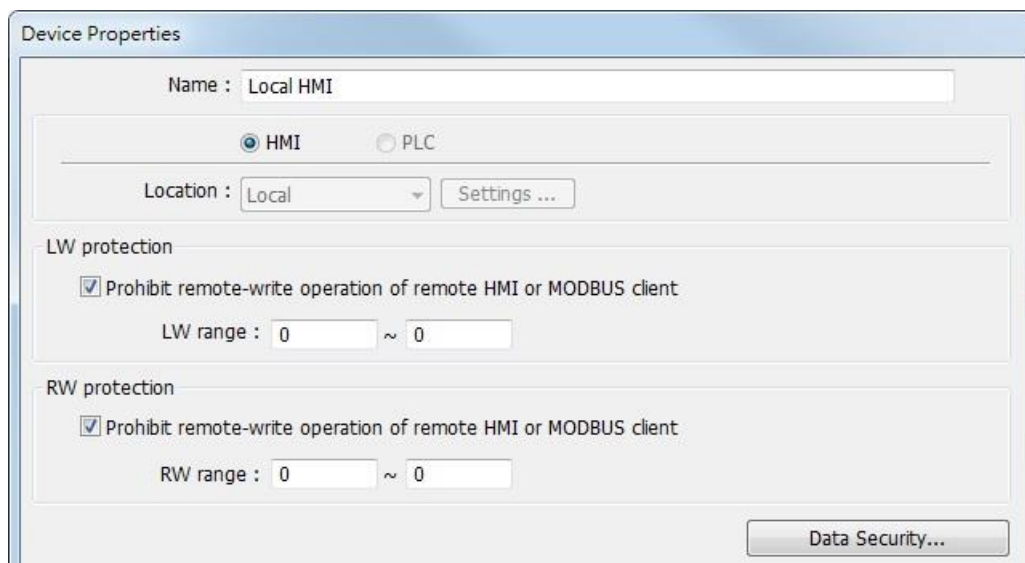 Device Properties
Name : Local HMI
HMI PLC
Location : Local Settings ...
LW protection
Prohibit remote-write operation of remote HMI or MODBUS client
LW range : 0 ~ 0
RW protection
Prohibit remote-write operation of remote HMI or MODBUS client
RW range : 0 ~ 0
Data Security...